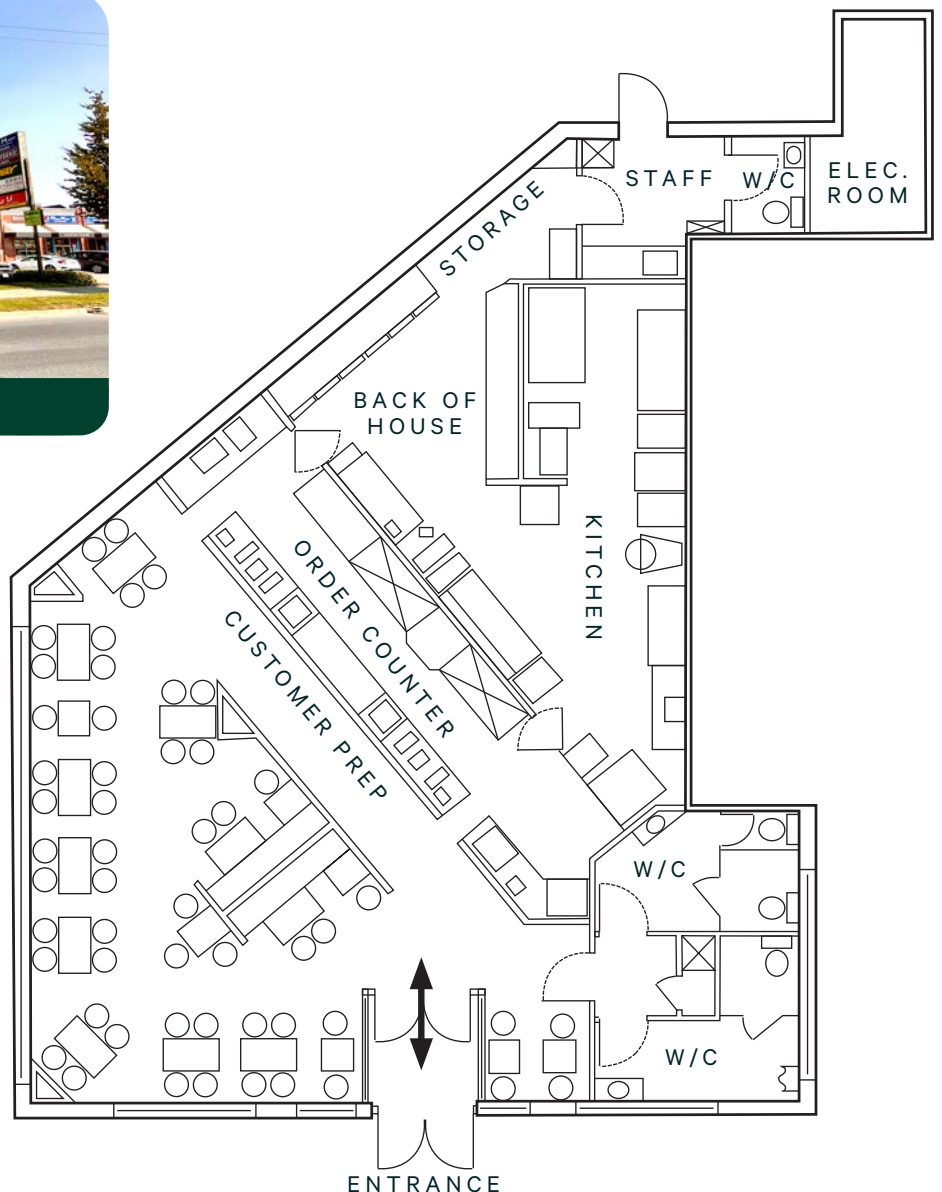 STAFF
W/C
ELEC.
ROOM
STORAGE
BACK OF
HOUSE
KITCHEN
ORDER COUNTER
CUSTOMER PREP
W/C
W/C
ENTRANCE